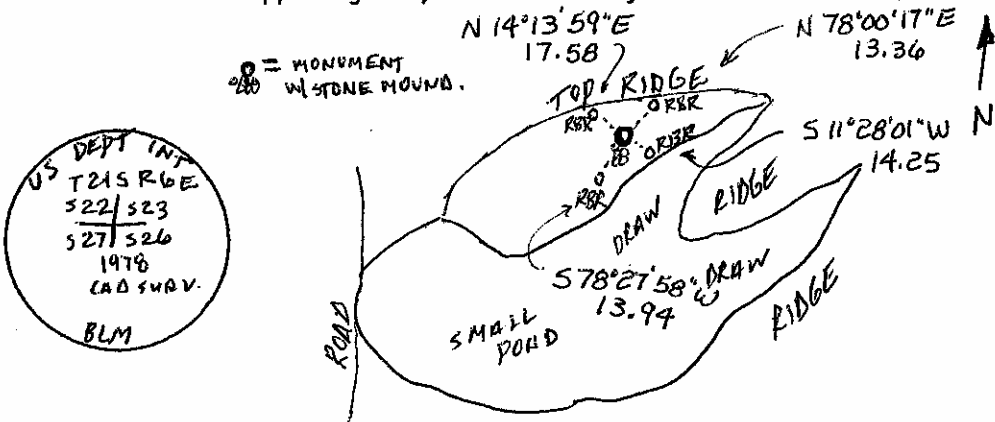 N 14°13'59"E
17.58
N 78°00'17"E
13.36
= MONUMENT
W/STONE MOUND.
TOP RIDGE
RBR
RBR
RBR
RBR
S 11°28'01"W
14.25
N
US DEPT INT
T21S R6E
S22 S23
S27 S26
1978
CAD SURV.
BLM
RIDGE
DRAW
S78°27'58"W
13.94
DRAW
RIDGE
SMALL
POND
ROAD